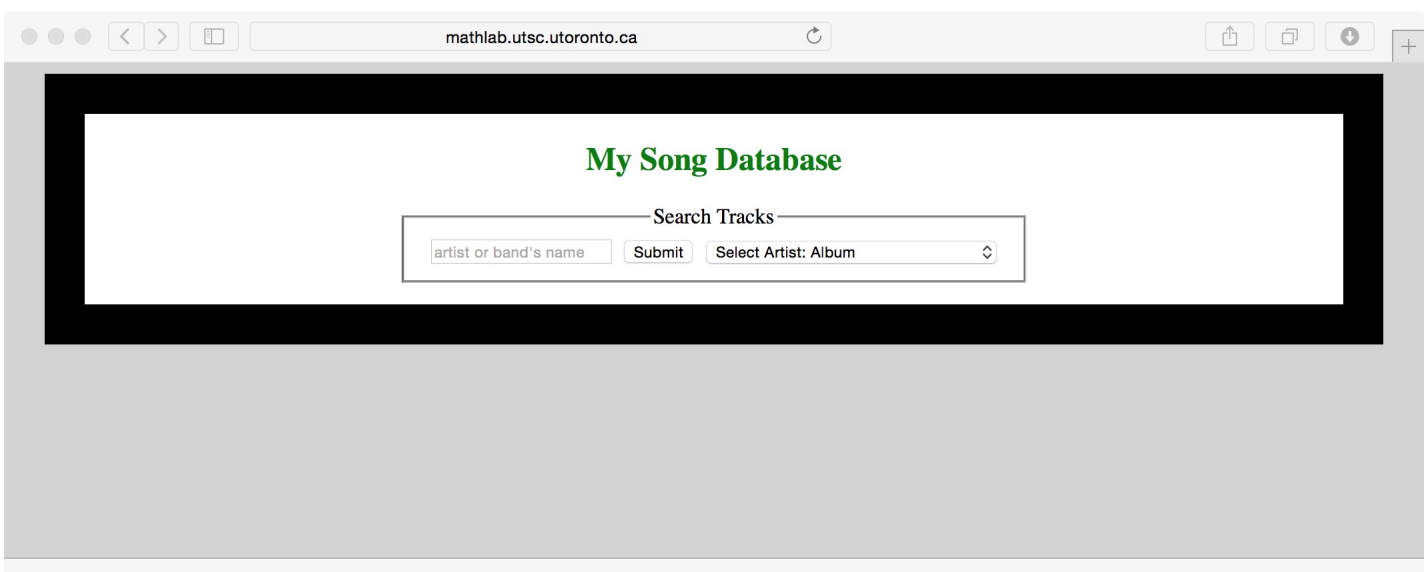 mathlab.utsc.utoronto.ca
My Song Database
Search Tracks
artist or band's name Submit Select Artist: Album